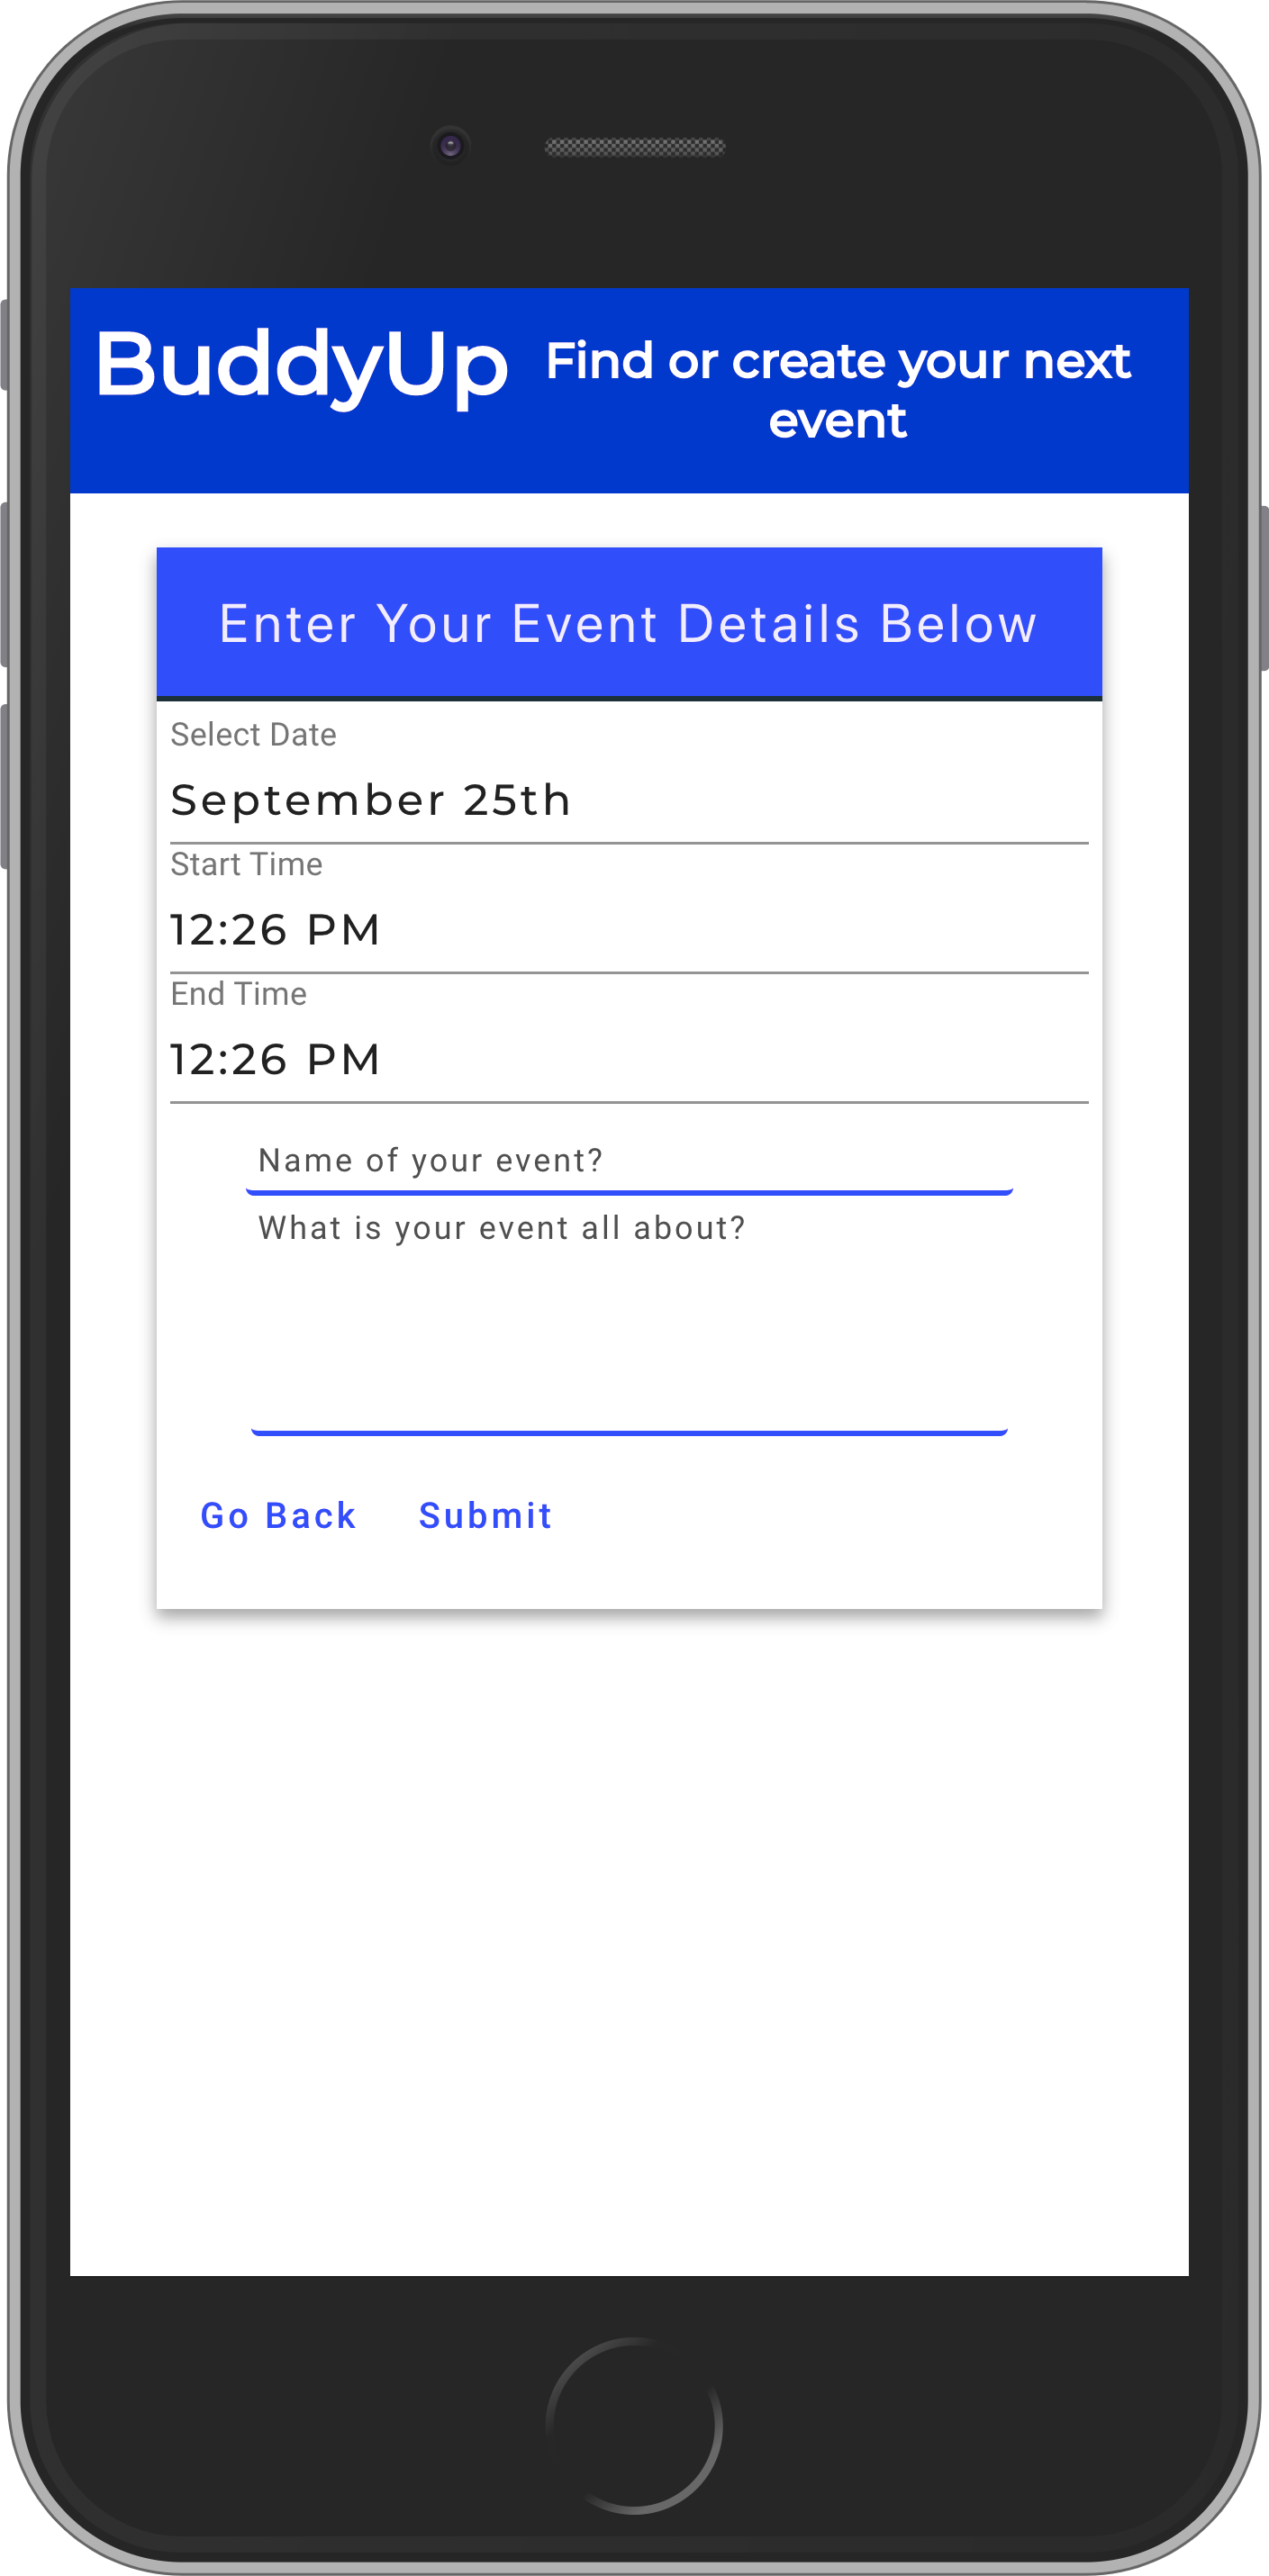 BuddyUp
Find or create your next
event
Enter Your Event Details Below
Select Date
September 25th
Start Time
12:26 PM
End Time
12:26 PM
Name of your event?
What is your event all about?
Go Back Submit